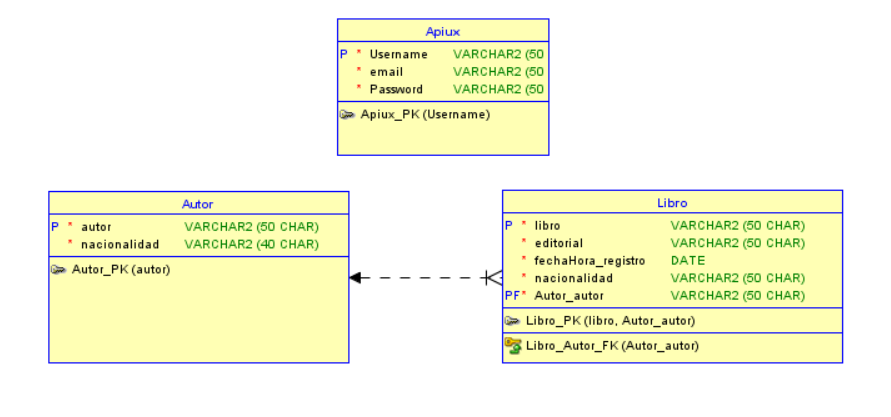 Apiux
P * Username VARCHAR2 (50
* email VARCHAR2 (50
* Password VARCHAR2 (50
Apiux_PK (Username)
Autor
P * autor VARCHAR2 (50 CHAR)
* nacionalidad VARCHAR2 (40 CHAR)
Autor_PK (autor)
Libro
P * libro VARCHAR2 (50 CHAR)
* editorial VARCHAR2 (50 CHAR)
* fechaHora_registro DATE
* nacionalidad VARCHAR2 (50 CHAR)
PF* Autor_autor VARCHAR2 (50 CHAR)
Libro_PK (libro, Autor_autor)
Libro_Autor_FK (Autor_autor)